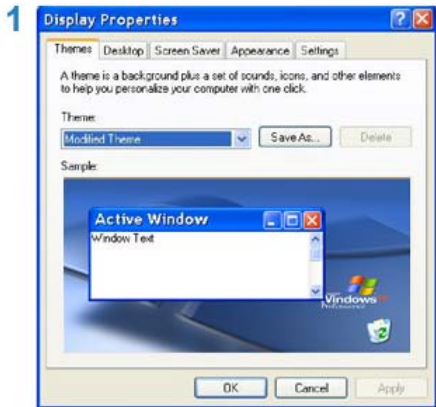 1
Display Properties
Themes Desktop Screen Saver Appearance Settings
A theme is a background plus a set of sounds, icons, and other elements
to help you personalize your computer with one click.
Theme:
Modified Theme Save As... Delete
Sample:
Active Window
Window Text
Windows
OK Cancel Apply